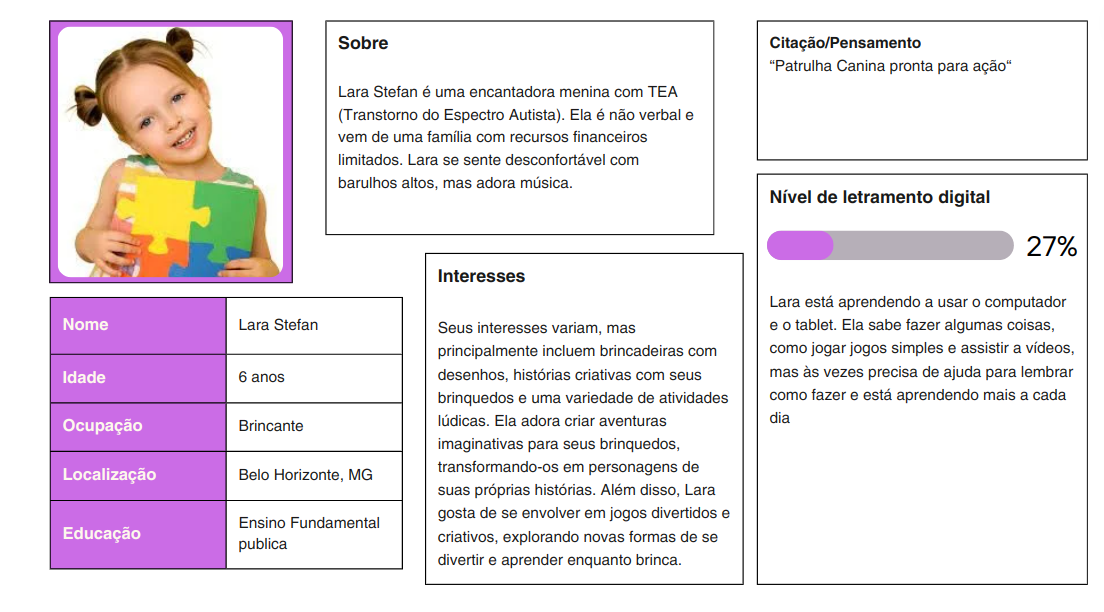 Sobre
Lara Stefan é uma encantadora menina com TEA
(Transtorno do Espectro Autista). Ela é não verbal e
vem de uma família com recursos financeiros
limitados. Lara se sente desconfortável com
barulhos altos, mas adora música.
Citação/Pensamento
“Patrulha Canina pronta para ação“
Nível de letramento digital
27%
Lara está aprendendo a usar o computador
e o tablet. Ela sabe fazer algumas coisas,
como jogar jogos simples e assistir a vídeos,
mas às vezes precisa de ajuda para lembrar
como fazer e está aprendendo mais a cada
dia
Nome
Lara Stefan
Idade
6 anos
Ocupação
Brincante
Localização
Belo Horizonte, MG
Educação
Ensino Fundamental
publica
Interesses
Seus interesses variam, mas
principalmente incluem brincadeiras com
desenhos, histórias criativas com seus
brinquedos e uma variedade de atividades
lúdicas. Ela adora criar aventuras
imaginativas para seus brinquedos,
transformando-os em personagens de
suas próprias histórias. Além disso, Lara
gosta de se envolver em jogos divertidos e
criativos, explorando novas formas de se
divertir e aprender enquanto brinca.